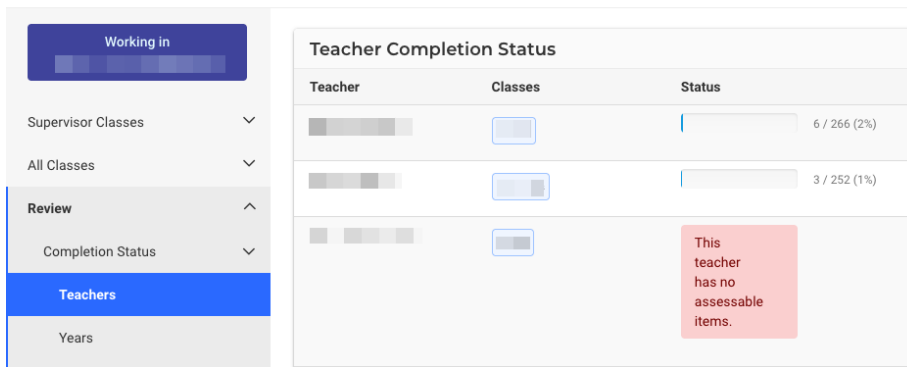 Working in
Supervisor Classes
All Classes
Review
Completion Status
Teachers
Years
Teacher Completion Status
Teacher Classes Status
6 / 266 (2%)
3 / 252 (1%)
This
teacher
has no
assessable
items.